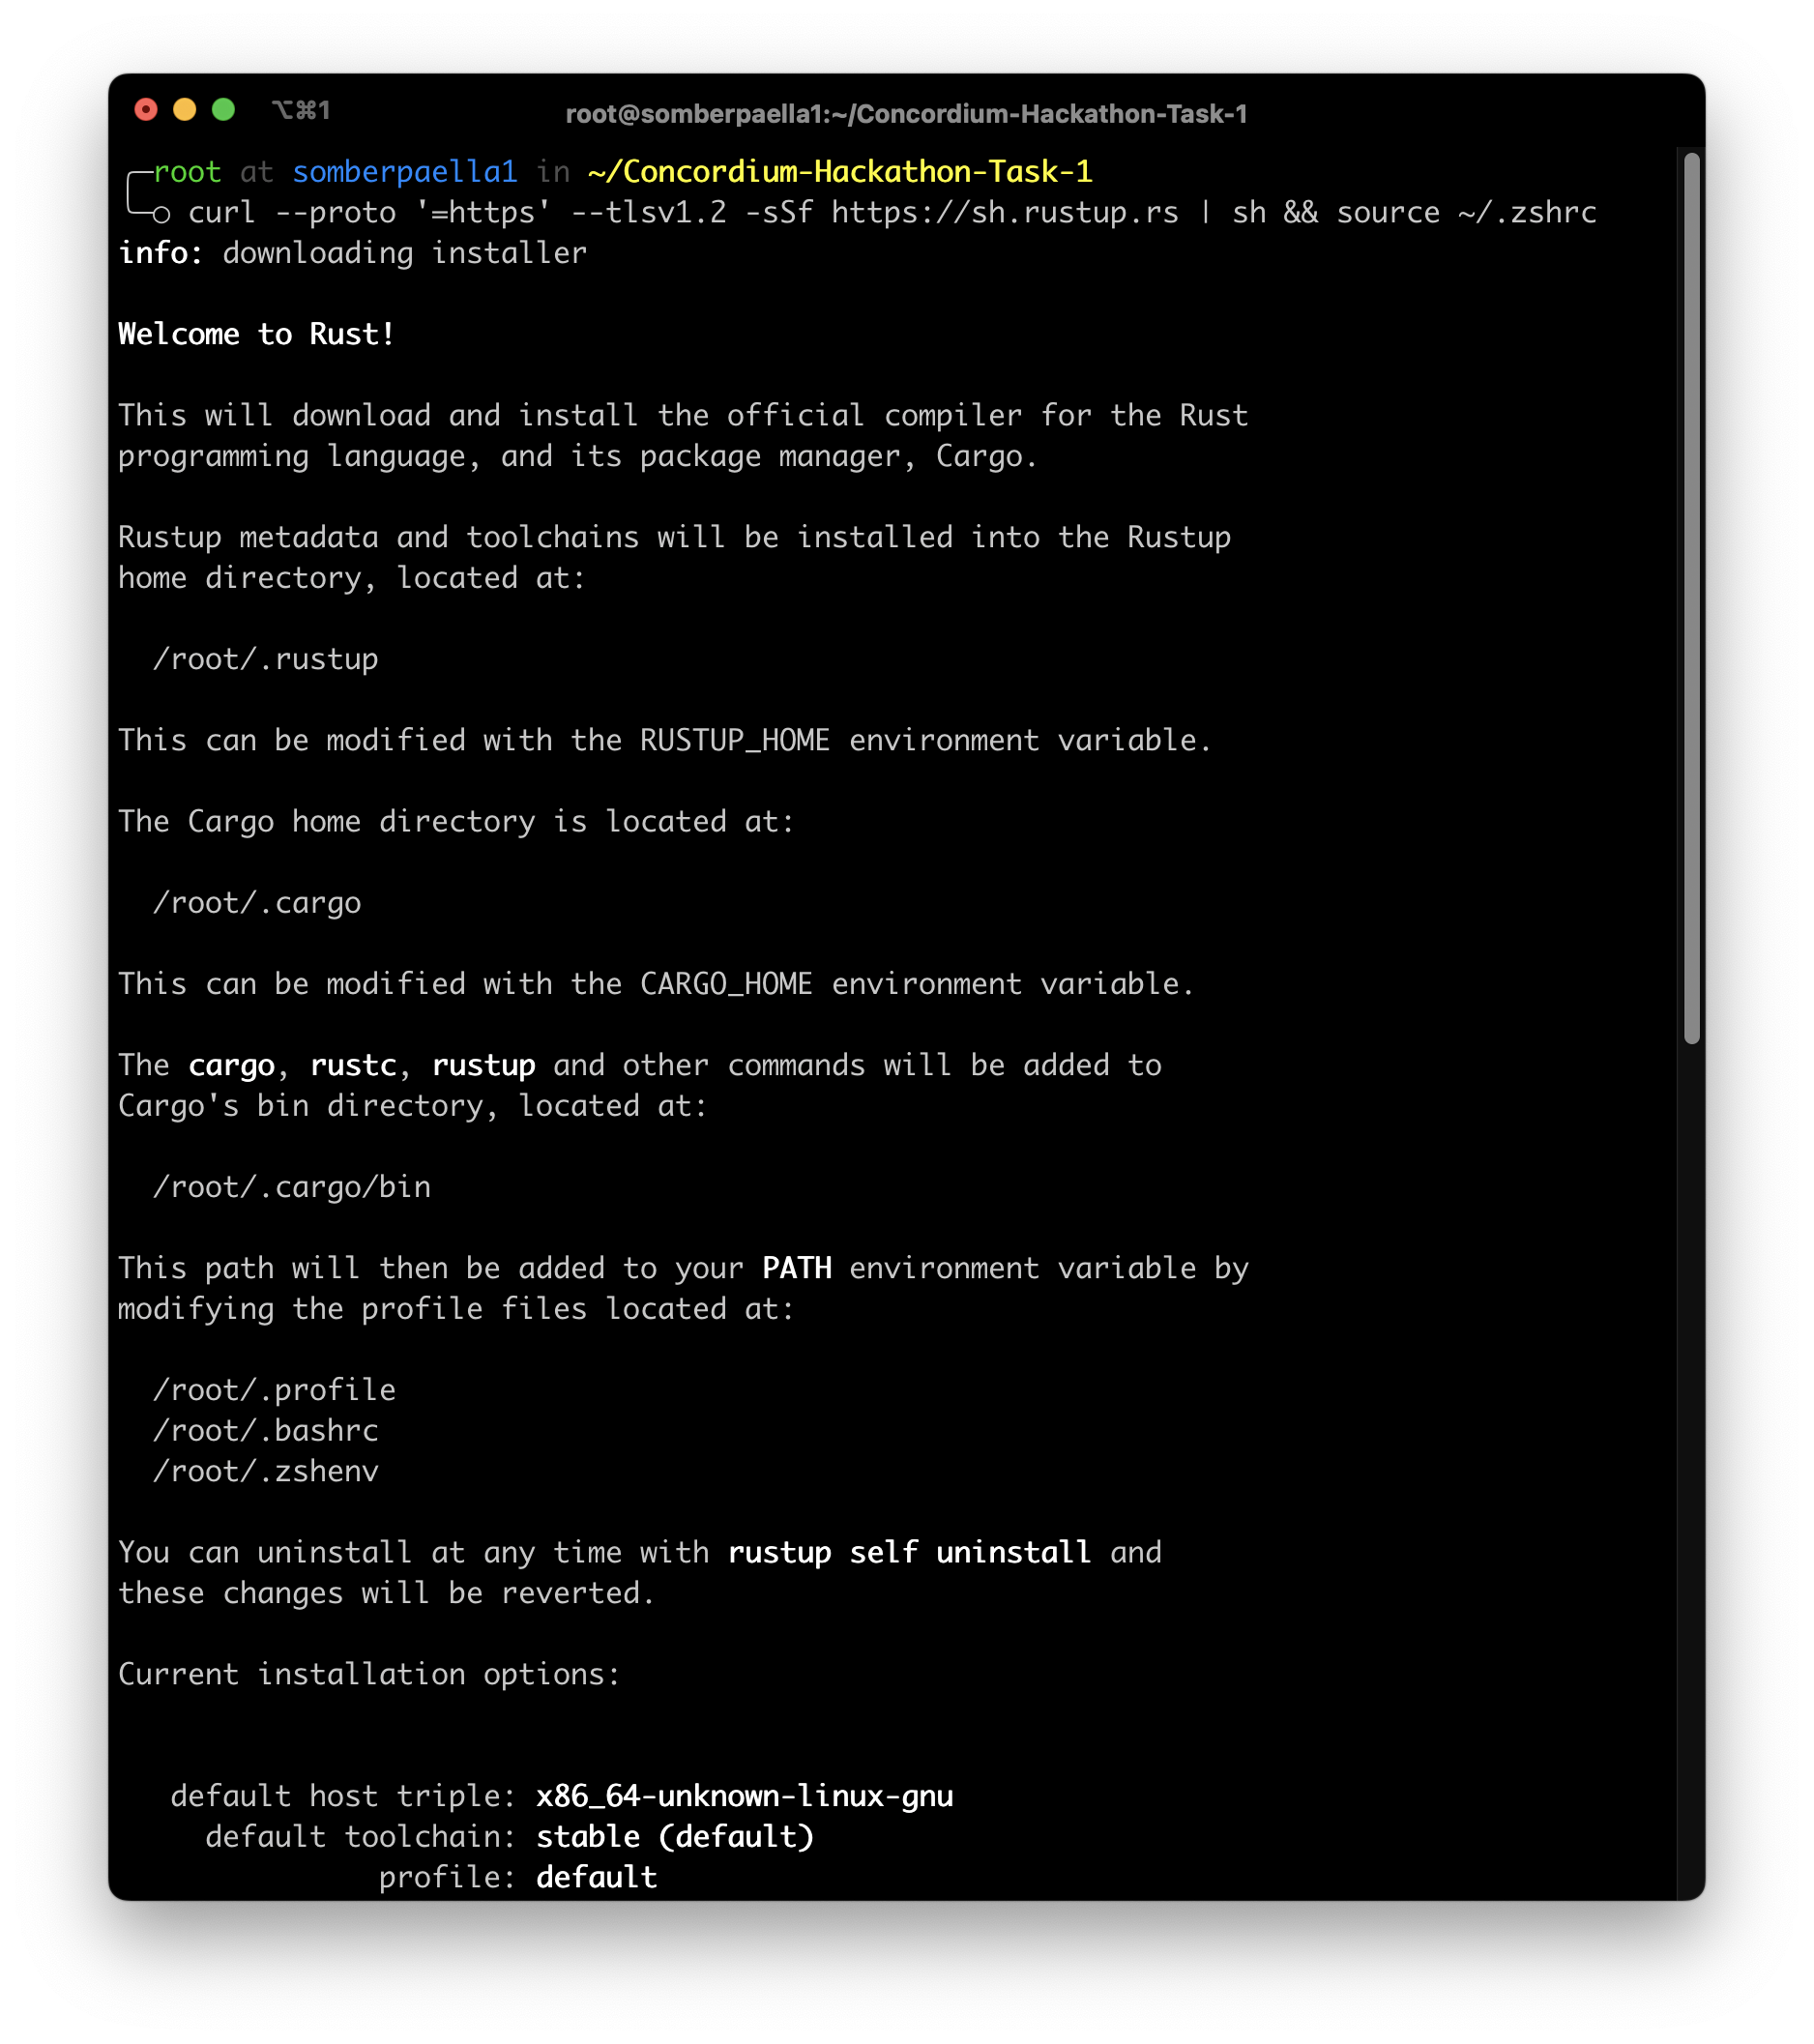 ⌥⌘1
root@somberpaella1:~/Concordium-Hackathon-Task-1
root at somberpaella1 in ~/Concordium-Hackathon-Task-1
curl --proto '=https' --tlsv1.2 -sSf https://sh.rustup.rs | sh && source ~/.zshrc
info: downloading installer
Welcome to Rust!
This will download and install the official compiler for the Rust
programming language, and its package manager, Cargo.
Rustup metadata and toolchains will be installed into the Rustup
home directory, located at:
/root/.rustup
This can be modified with the RUSTUP_HOME environment variable.
The Cargo home directory is located at:
/root/.cargo
This can be modified with the CARGO_HOME environment variable.
The cargo, rustc, rustup and other commands will be added to
Cargo's bin directory, located at:
/root/.cargo/bin
This path will then be added to your PATH environment variable by
modifying the profile files located at:
/root/.profile
/root/.bashrc
/root/.zshenv
You can uninstall at any time with rustup self uninstall and
these changes will be reverted.
Current installation options:
default host triple: x86_64-unknown-linux-gnu
default toolchain: stable (default)
profile: default